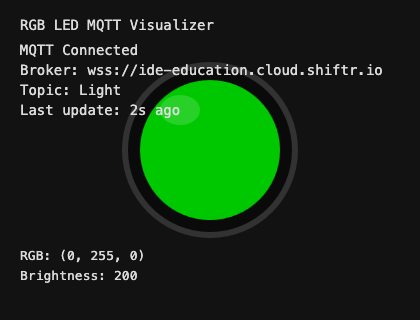 RGB LED MQTT Visualizer
MQTT Connected
Broker: wss://ide-education.cloud.shiftr.io
Topic: Light
Last update: 2s ago
RGB: (0, 255, 0)
Brightness: 200